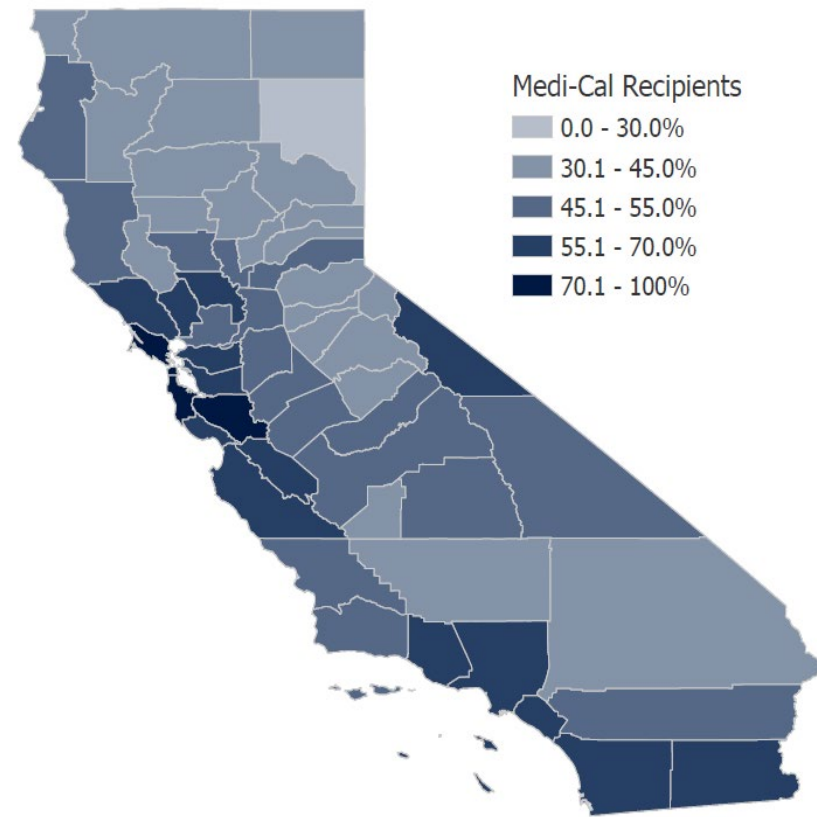 Medi-Cal Recipients
0.0 - 30.0%
30.1 - 45.0%
45.1 - 55.0%
55.1 - 70.0%
70.1 - 100%